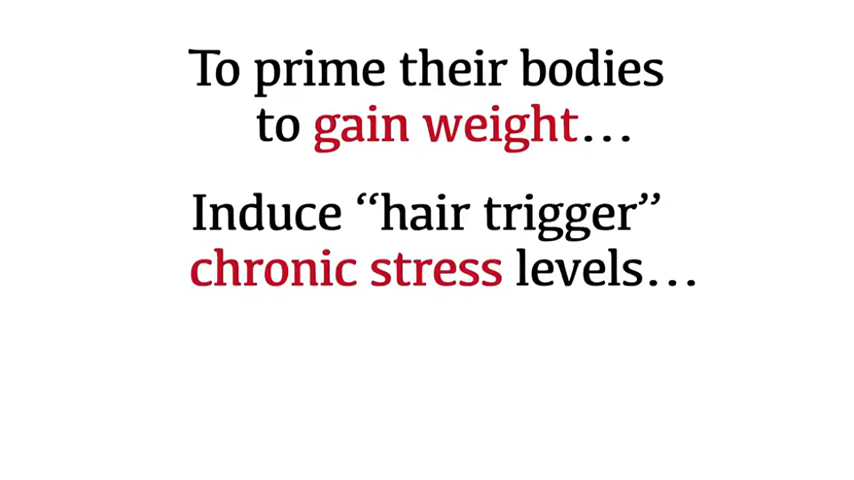 To prime their bodies
to gain weight…
Induce “hair trigger”
chronic stress levels…